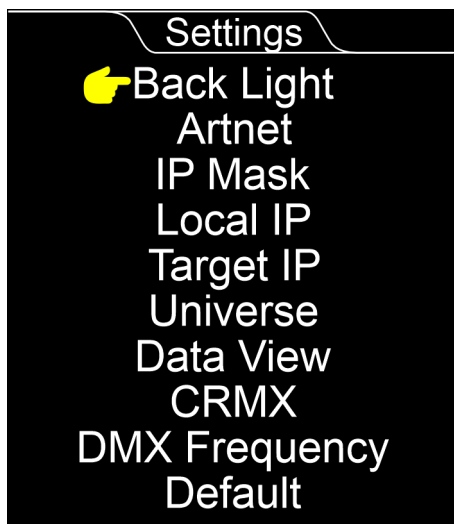 Settings
Back Light
Artnet
IP Mask
Local IP
Target IP
Universe
Data View
CRMX
DMX Frequency
Default